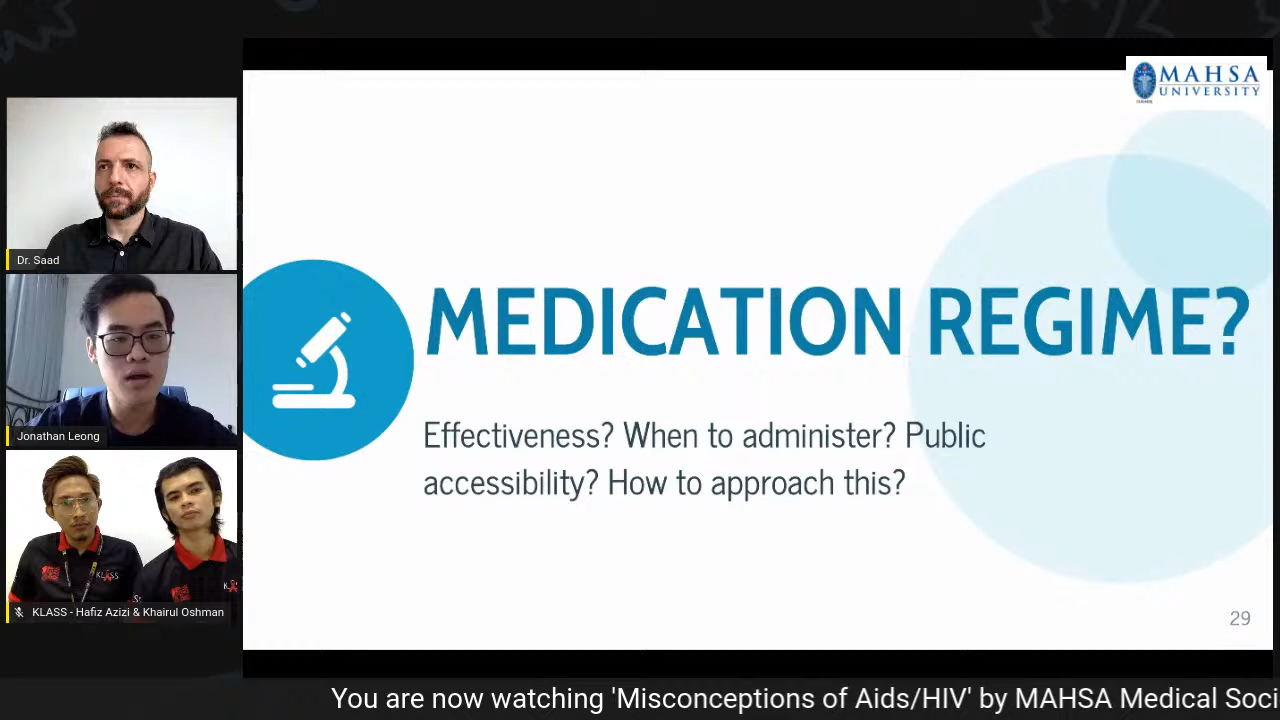 MAHSA
UNIVERSITY
Dr. Saad
Jonathan Leong
KLASS
KLASS - Hafiz Azizi & Khairul Oshman
MEDICATION REGIME?
Effectiveness? When to administer? Public
accessibility? How to approach this?
29
You are now watching 'Misconceptions of Aids/HIV' by MAHSA Medical Soci